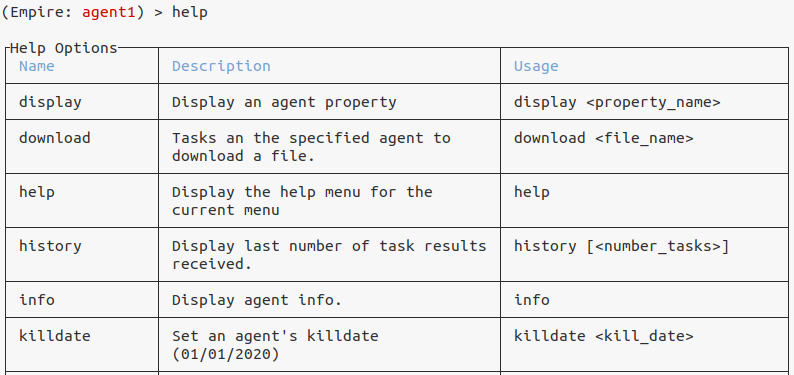 (Empire: agent1) > help
Help Options
Name Description Usage
display Display an agent property display <property_name>
download Tasks an the specified agent to download <file_name>
download a file.
help Display the help menu for the help
current menu
history Display last number of task results history [<number_tasks>]
received.
info Display agent info. info
killdate Set an agent's killdate killdate <kill_date>
(01/01/2020)